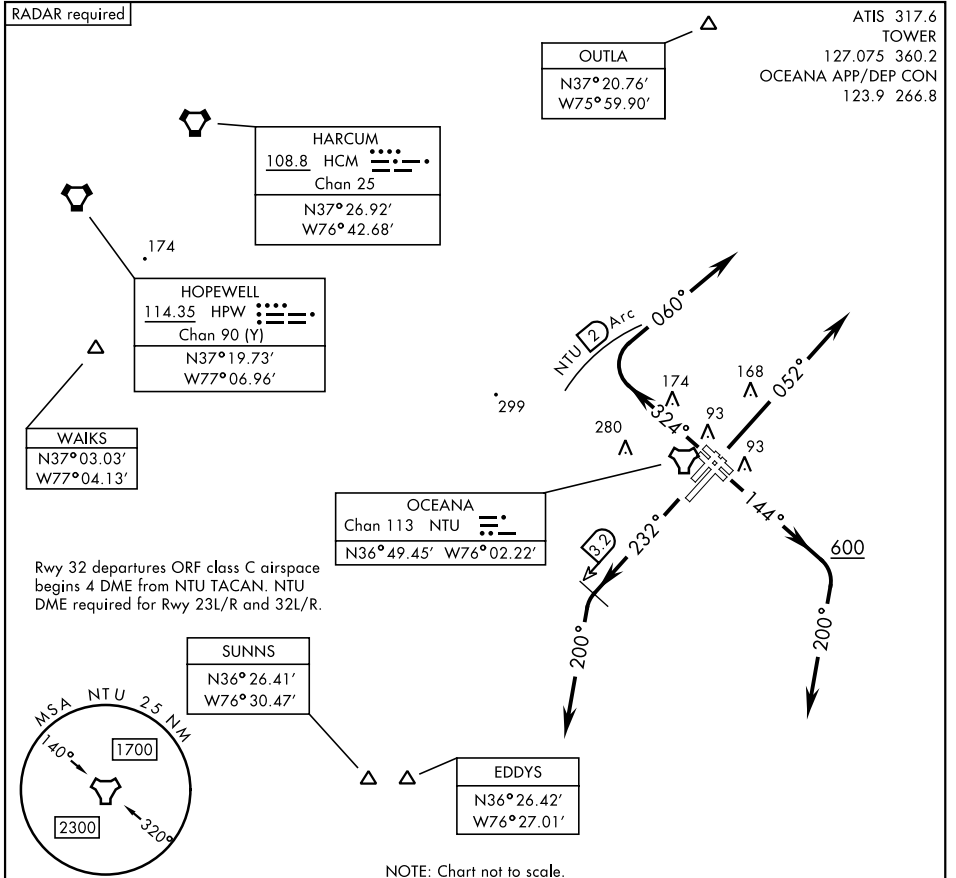 RADAR required
ATIS 317.6
TOWER
127.075 360.2
OCEANA APP/DEP CON
123.9 266.8
OUTLA
N37°20.76'
W75°59.90'
HARCUM
108.8 HCM
Chan 25
N37°26.92'
W76°42.68'
174
HOPEWELL
114.35 HPW
Chan 90 (Y)
N37°19.73'
W77°06.96'
WAIKS
N37°03.03'
W77°04.13'
NTU 2 Arc
060°
052°
324°
174
168
93
93
299
280
OCEANA
Chan 113 NTU
N36°49.45' W76°02.22'
232°
3.2
144°
600
200°
200°
Rwy 32 departures ORF class C airspace
begins 4 DME from NTU TACAN. NTU
DME required for Rwy 23L/R and 32L/R.
SUNNS
N36°26.41'
W76°30.47'
EDDYS
N36°26.42'
W76°27.01'
MSA NTU 25 NM
140°
1700
2300
320°
NOTE: Chart not to scale.